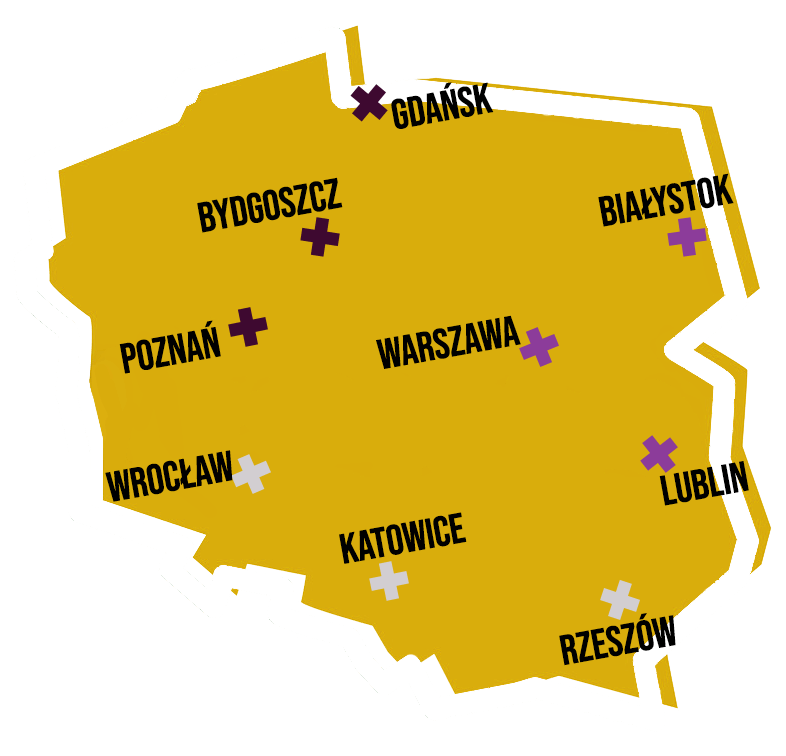 GDAŃSK
BYDGOSZCZ
BIAŁYSTOK
POZNAŃ
WARSZAWA
WROCŁAW
LUBLIN
KATOWICE
RZESZÓW